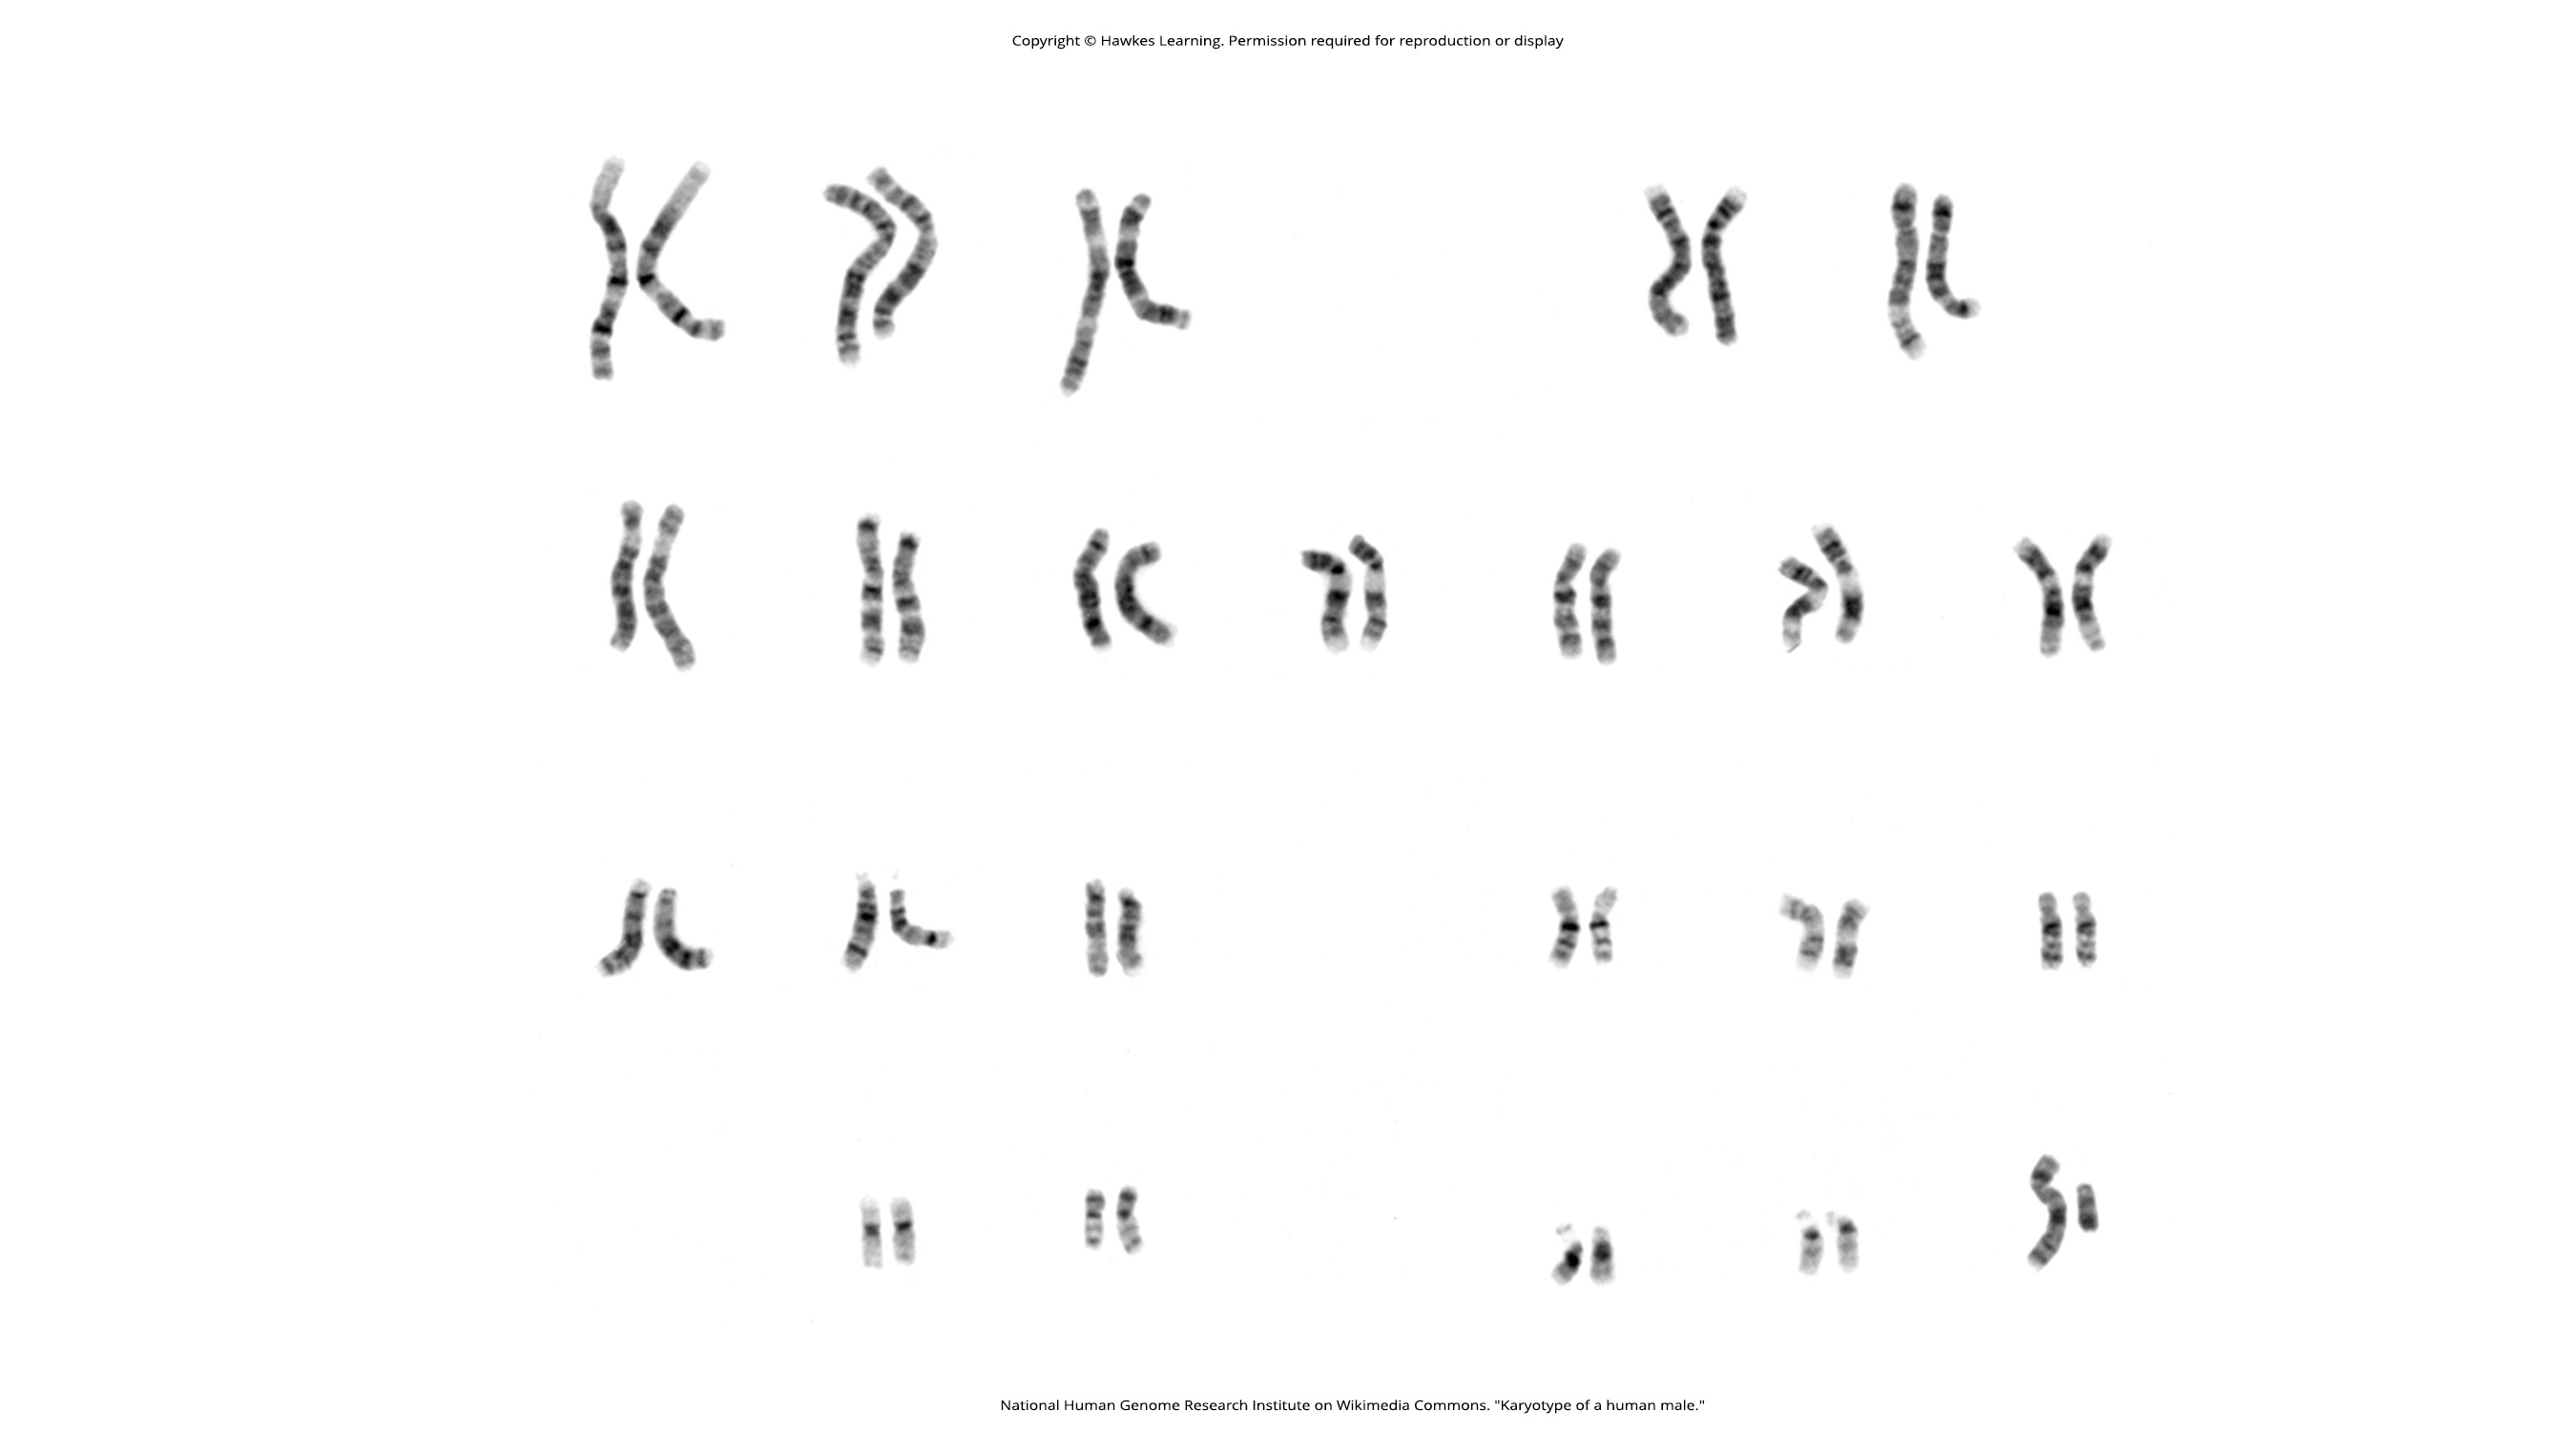 Copyright © Hawkes Learning. Permission required for reproduction or display
National Human Genome Research Institute on Wikimedia Commons. "Karyotype of a human male."